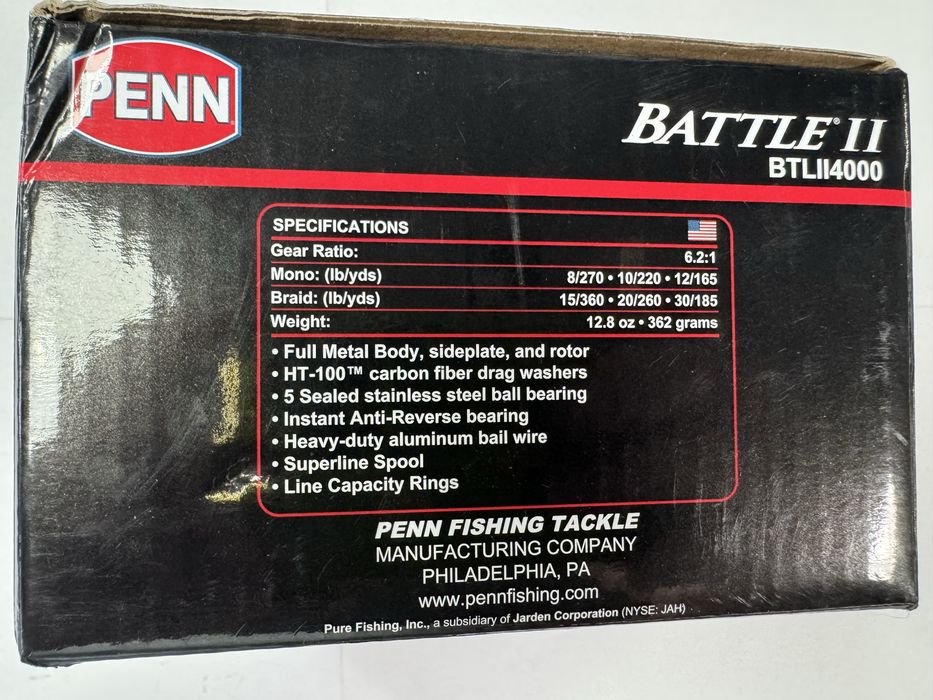 PENN
BATTLE® II
BTLII4000
SPECIFICATIONS
Gear Ratio: 6.2:1
Mono: (lb/yds) 8/270 • 10/220 • 12/165
Braid: (lb/yds) 15/360 • 20/260 • 30/185
Weight: 12.8 oz • 362 grams
• Full Metal Body, sideplate, and rotor
• HT-100™ carbon fiber drag washers
• 5 Sealed stainless steel ball bearing
• Instant Anti-Reverse bearing
• Heavy-duty aluminum bail wire
• Superline Spool
• Line Capacity Rings
PENN FISHING TACKLE
MANUFACTURING COMPANY
PHILADELPHIA, PA
www.pennfishing.com
Pure Fishing, Inc., a subsidiary of Jarden Corporation (NYSE: JAH)